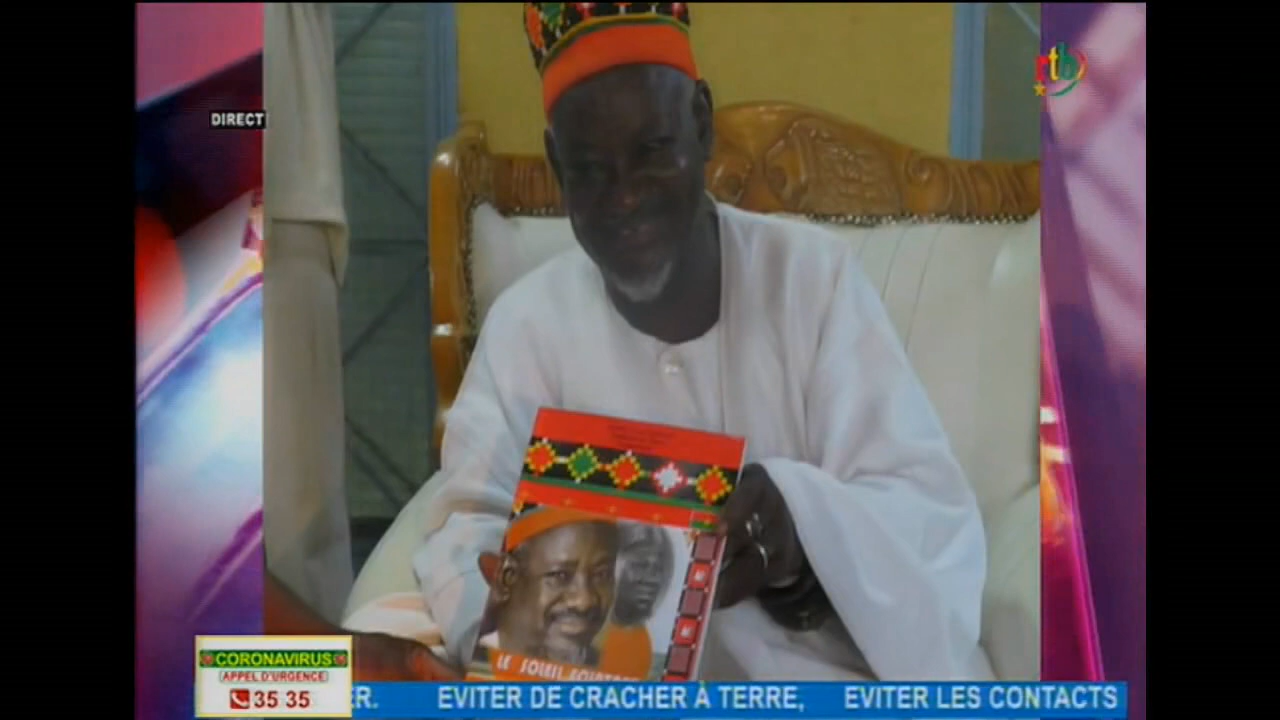 DIRECT
rtb
LE SOLEIL
CORONAVIRUS
APPEL D'URGENCE
35 35
ER. EVITER DE CRACHER À TERRE, EVITER LES CONTACTS